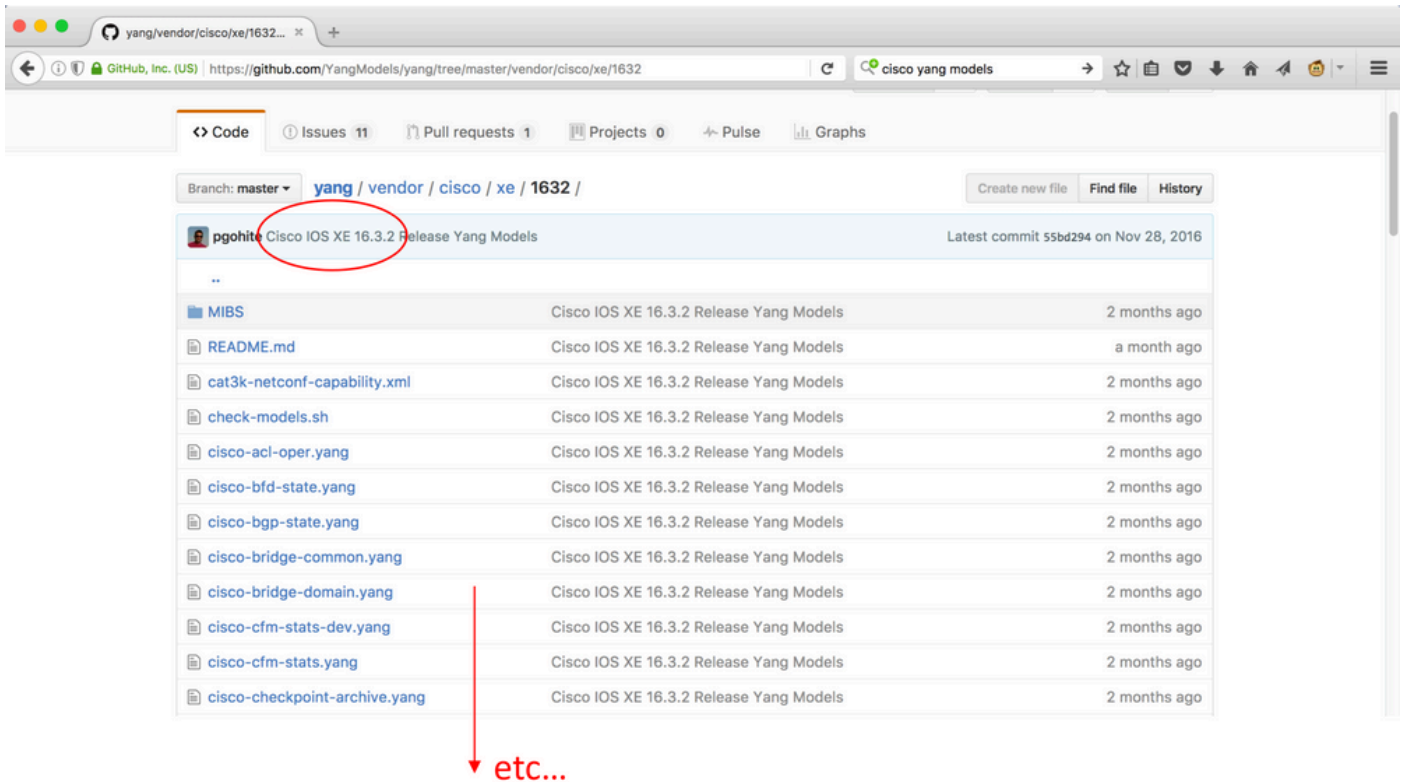 yang/vendor/cisco/xe/1632... × +
GitHub, Inc. (US) https://github.com/YangModels/yang/tree/master/vendor/cisco/xe/1632 cisco yang models
Code Issues 11 Pull requests 1 Projects 0 Pulse Graphs
Branch: master yang / vendor / cisco / xe / 1632 / Create new file Find file History
pgohite Cisco IOS XE 16.3.2 Release Yang Models Latest commit 55bd294 on Nov 28, 2016
..
MIBS Cisco IOS XE 16.3.2 Release Yang Models 2 months ago
README.md Cisco IOS XE 16.3.2 Release Yang Models a month ago
cat3k-netconf-capability.xml Cisco IOS XE 16.3.2 Release Yang Models 2 months ago
check-models.sh Cisco IOS XE 16.3.2 Release Yang Models 2 months ago
cisco-acl-oper.yang Cisco IOS XE 16.3.2 Release Yang Models 2 months ago
cisco-bfd-state.yang Cisco IOS XE 16.3.2 Release Yang Models 2 months ago
cisco-bgp-state.yang Cisco IOS XE 16.3.2 Release Yang Models 2 months ago
cisco-bridge-common.yang Cisco IOS XE 16.3.2 Release Yang Models 2 months ago
cisco-bridge-domain.yang Cisco IOS XE 16.3.2 Release Yang Models 2 months ago
cisco-cfm-stats-dev.yang Cisco IOS XE 16.3.2 Release Yang Models 2 months ago
cisco-cfm-stats.yang Cisco IOS XE 16.3.2 Release Yang Models 2 months ago
cisco-checkpoint-archive.yang Cisco IOS XE 16.3.2 Release Yang Models 2 months ago
etc...